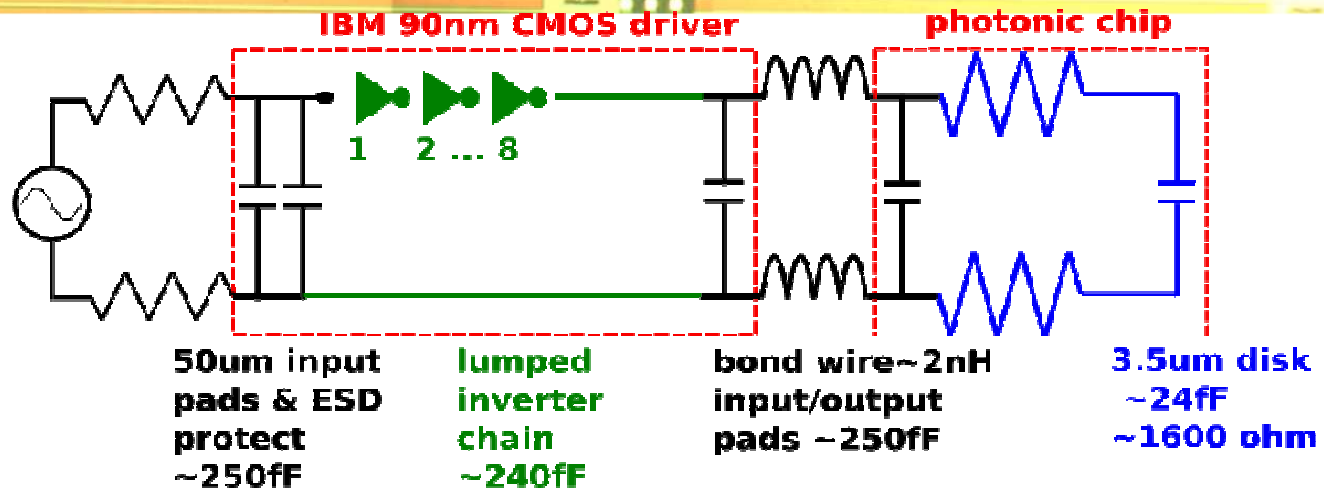 IBM 90nm CMOS driver
photonic chip
1 2 ... 8
50um input
pads & ESD
protect
~250fF
lumped
inverter
chain
~240fF
bond wire~2nH
input/output
pads ~250fF
3.5um disk
~24fF
~1600 ohm